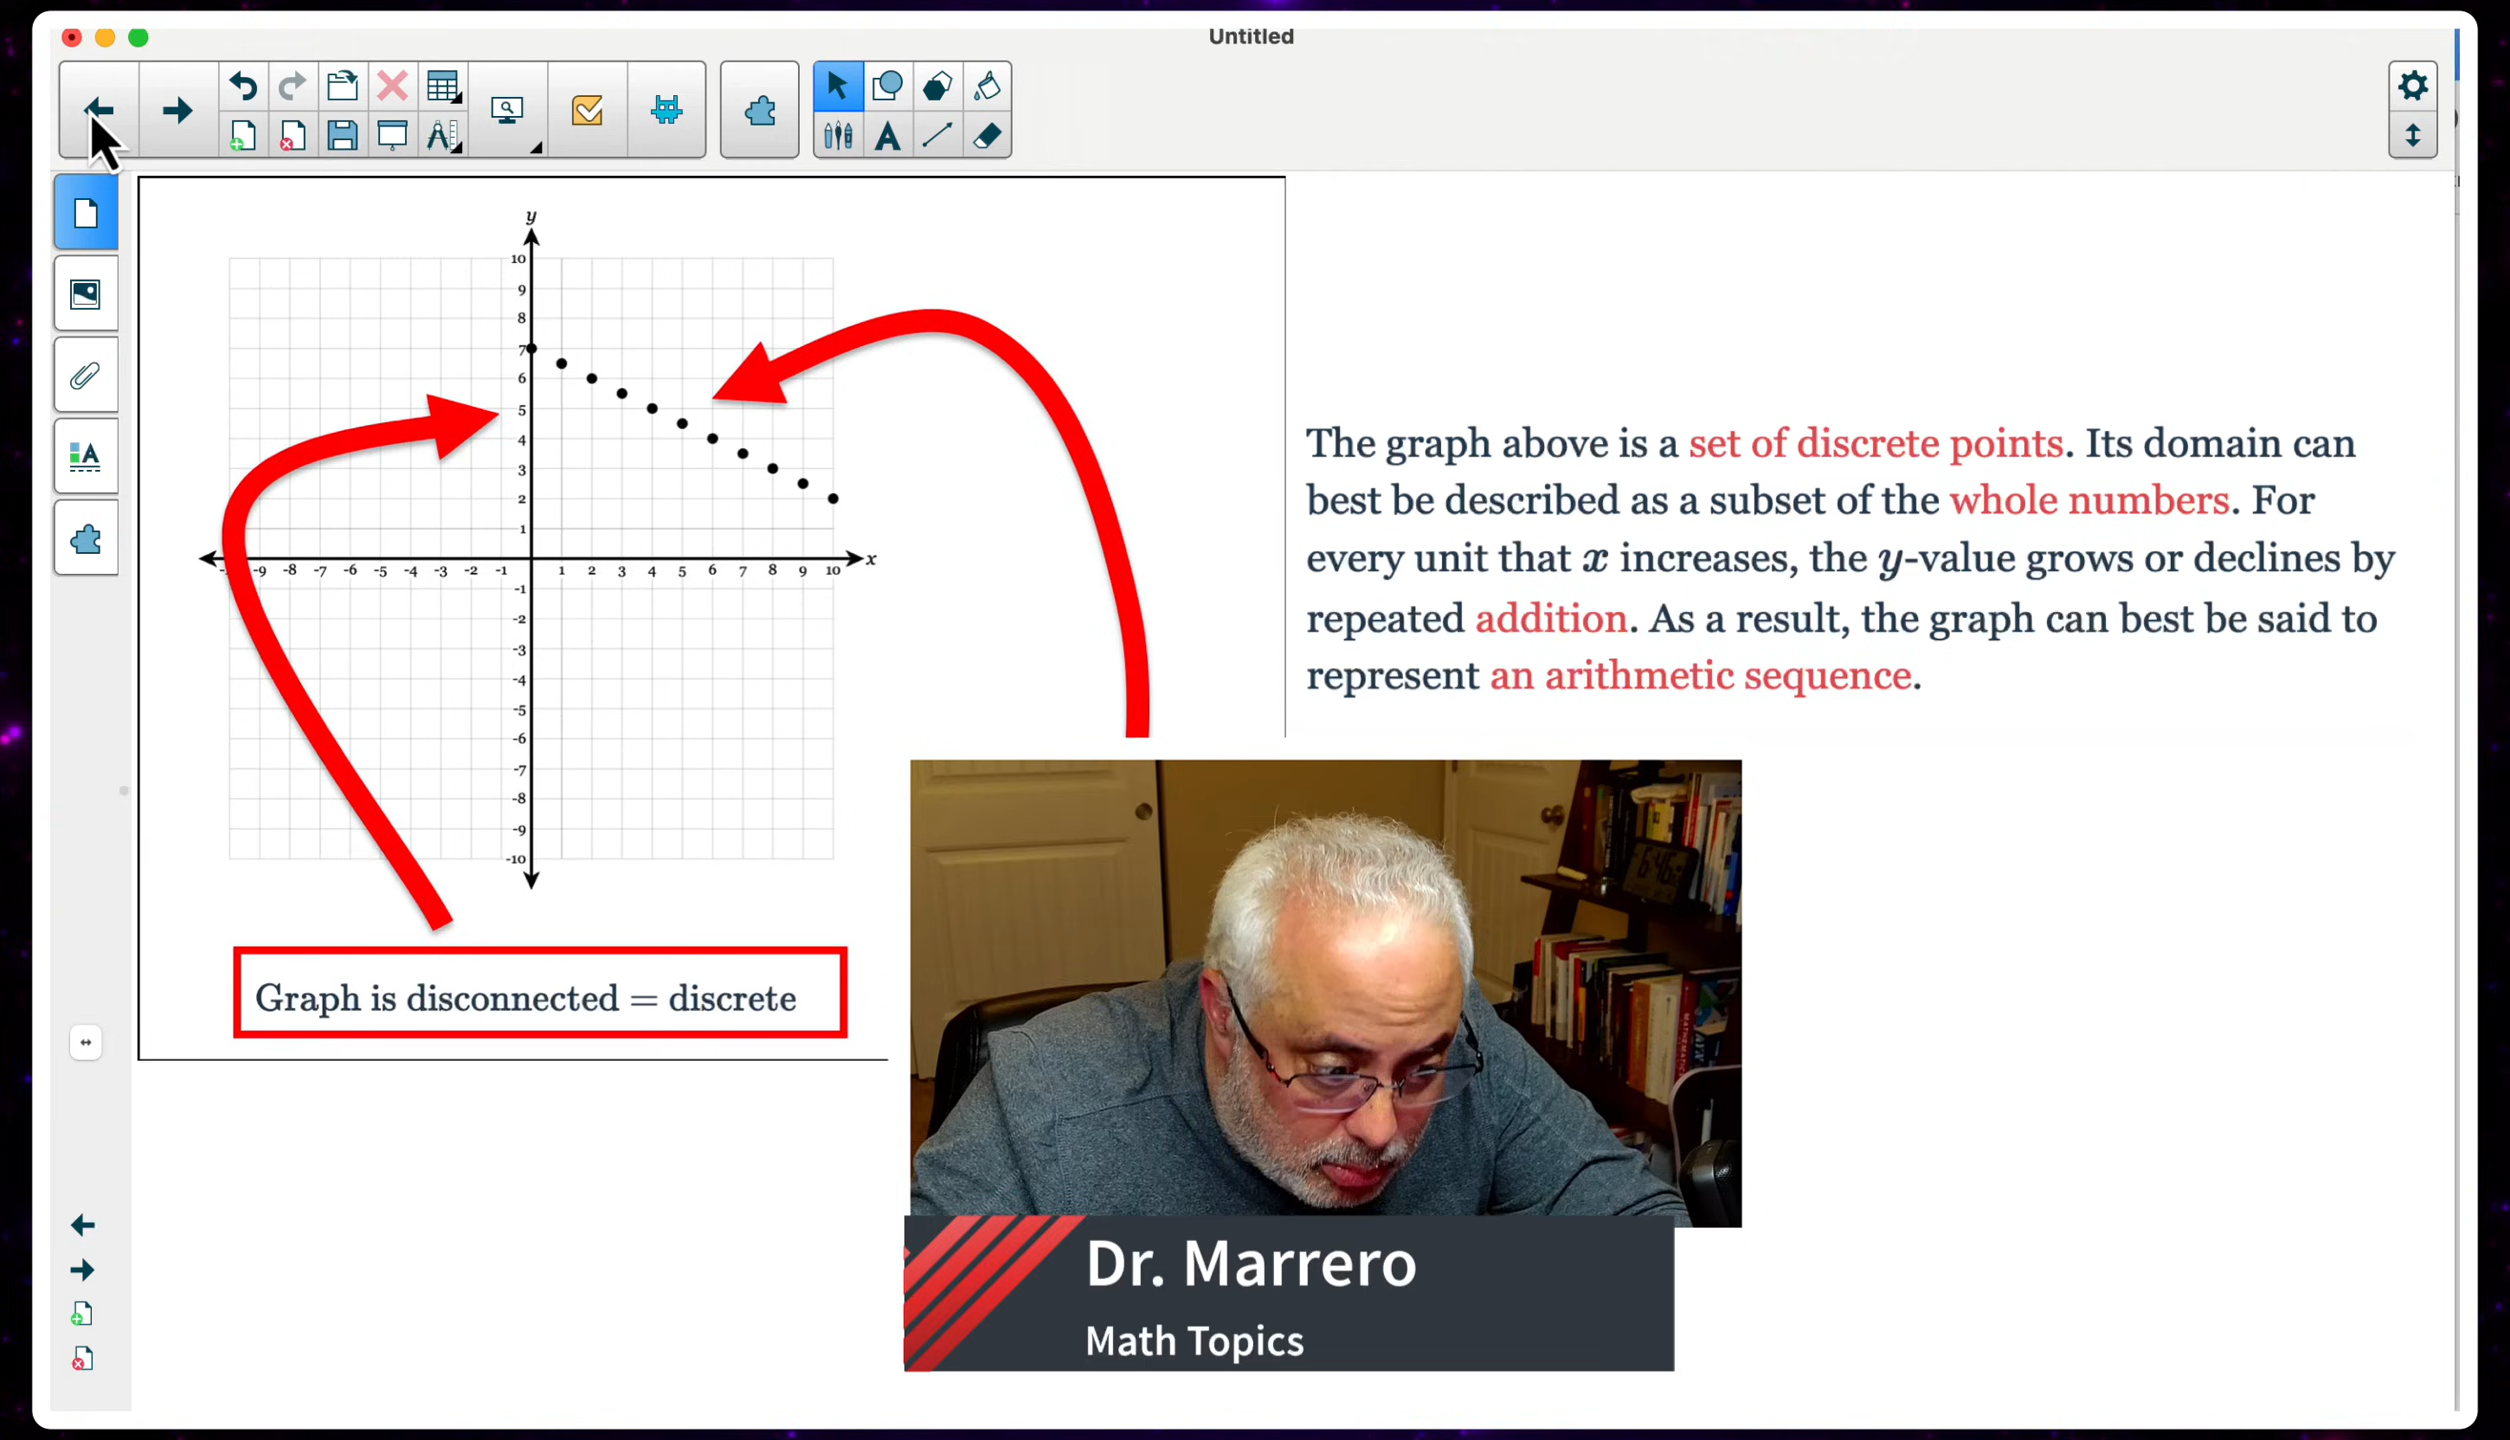 Untitled
y
10
9
8
7
6
5
4
3
2
1
x
-9 -8 -7 -6 -5 -4 -3 -2 -1 1 2 3 4 5 6 7 8 9 10
-1
-2
-3
-4
-5
-6
-7
-8
-9
-10
Graph is disconnected = discrete
The graph above is a set of discrete points. Its domain can
best be described as a subset of the whole numbers. For
every unit that x increases, the y-value grows or declines by
repeated addition. As a result, the graph can best be said to
represent an arithmetic sequence.
6:46
Dr. Marrero
Math Topics